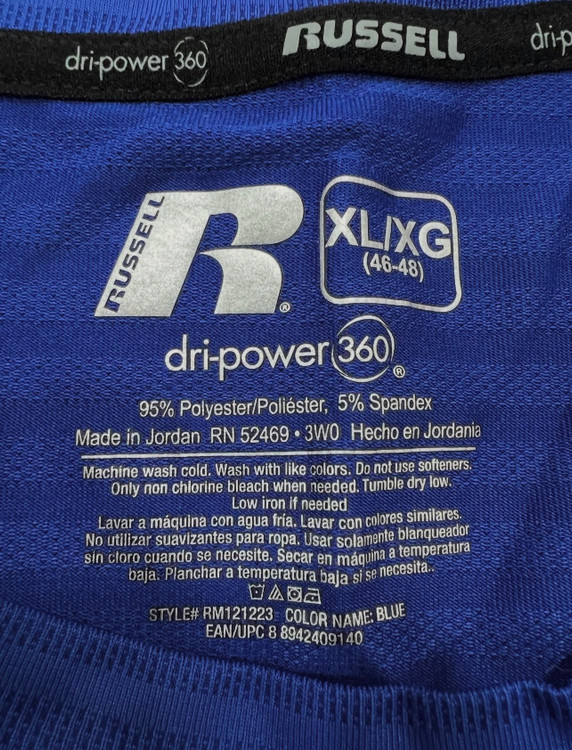 dri-power 360 RUSSELL dri-p
RUSSELL R®
XL/XG
(46-48)
dri-power 360®
95% Polyester/Poliéster, 5% Spandex
Made in Jordan RN 52469 • 3W0 Hecho en Jordania
Machine wash cold. Wash with like colors. Do not use softeners.
Only non chlorine bleach when needed. Tumble dry low.
Low iron if needed
Lavar a máquina con agua fría. Lavar con colores similares.
No utilizar suavizantes para ropa. Usar solamente blanqueador
sin cloro cuando se necesite. Secar en máquina a temperatura
baja. Planchar a temperatura baja si se necesita..
STYLE# RM121223 COLOR NAME: BLUE
EAN/UPC 8 8942409140